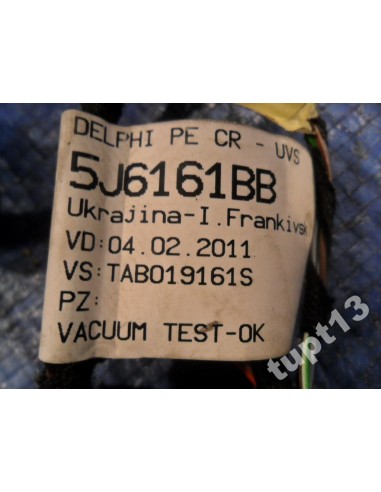 DELPHI PE CR - UVS
5J6161BB
Ukrajina-I.Frankivsk
VD:04.02.2011
VS:TAB019161S
PZ:
VACUUM TEST-OK
tupt13